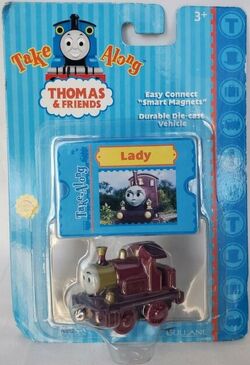 3+
Take Along
THOMAS
& FRIENDS
Easy Connect
"Smart Magnets"
Durable Die-cast
Vehicle
Lady
Take Along